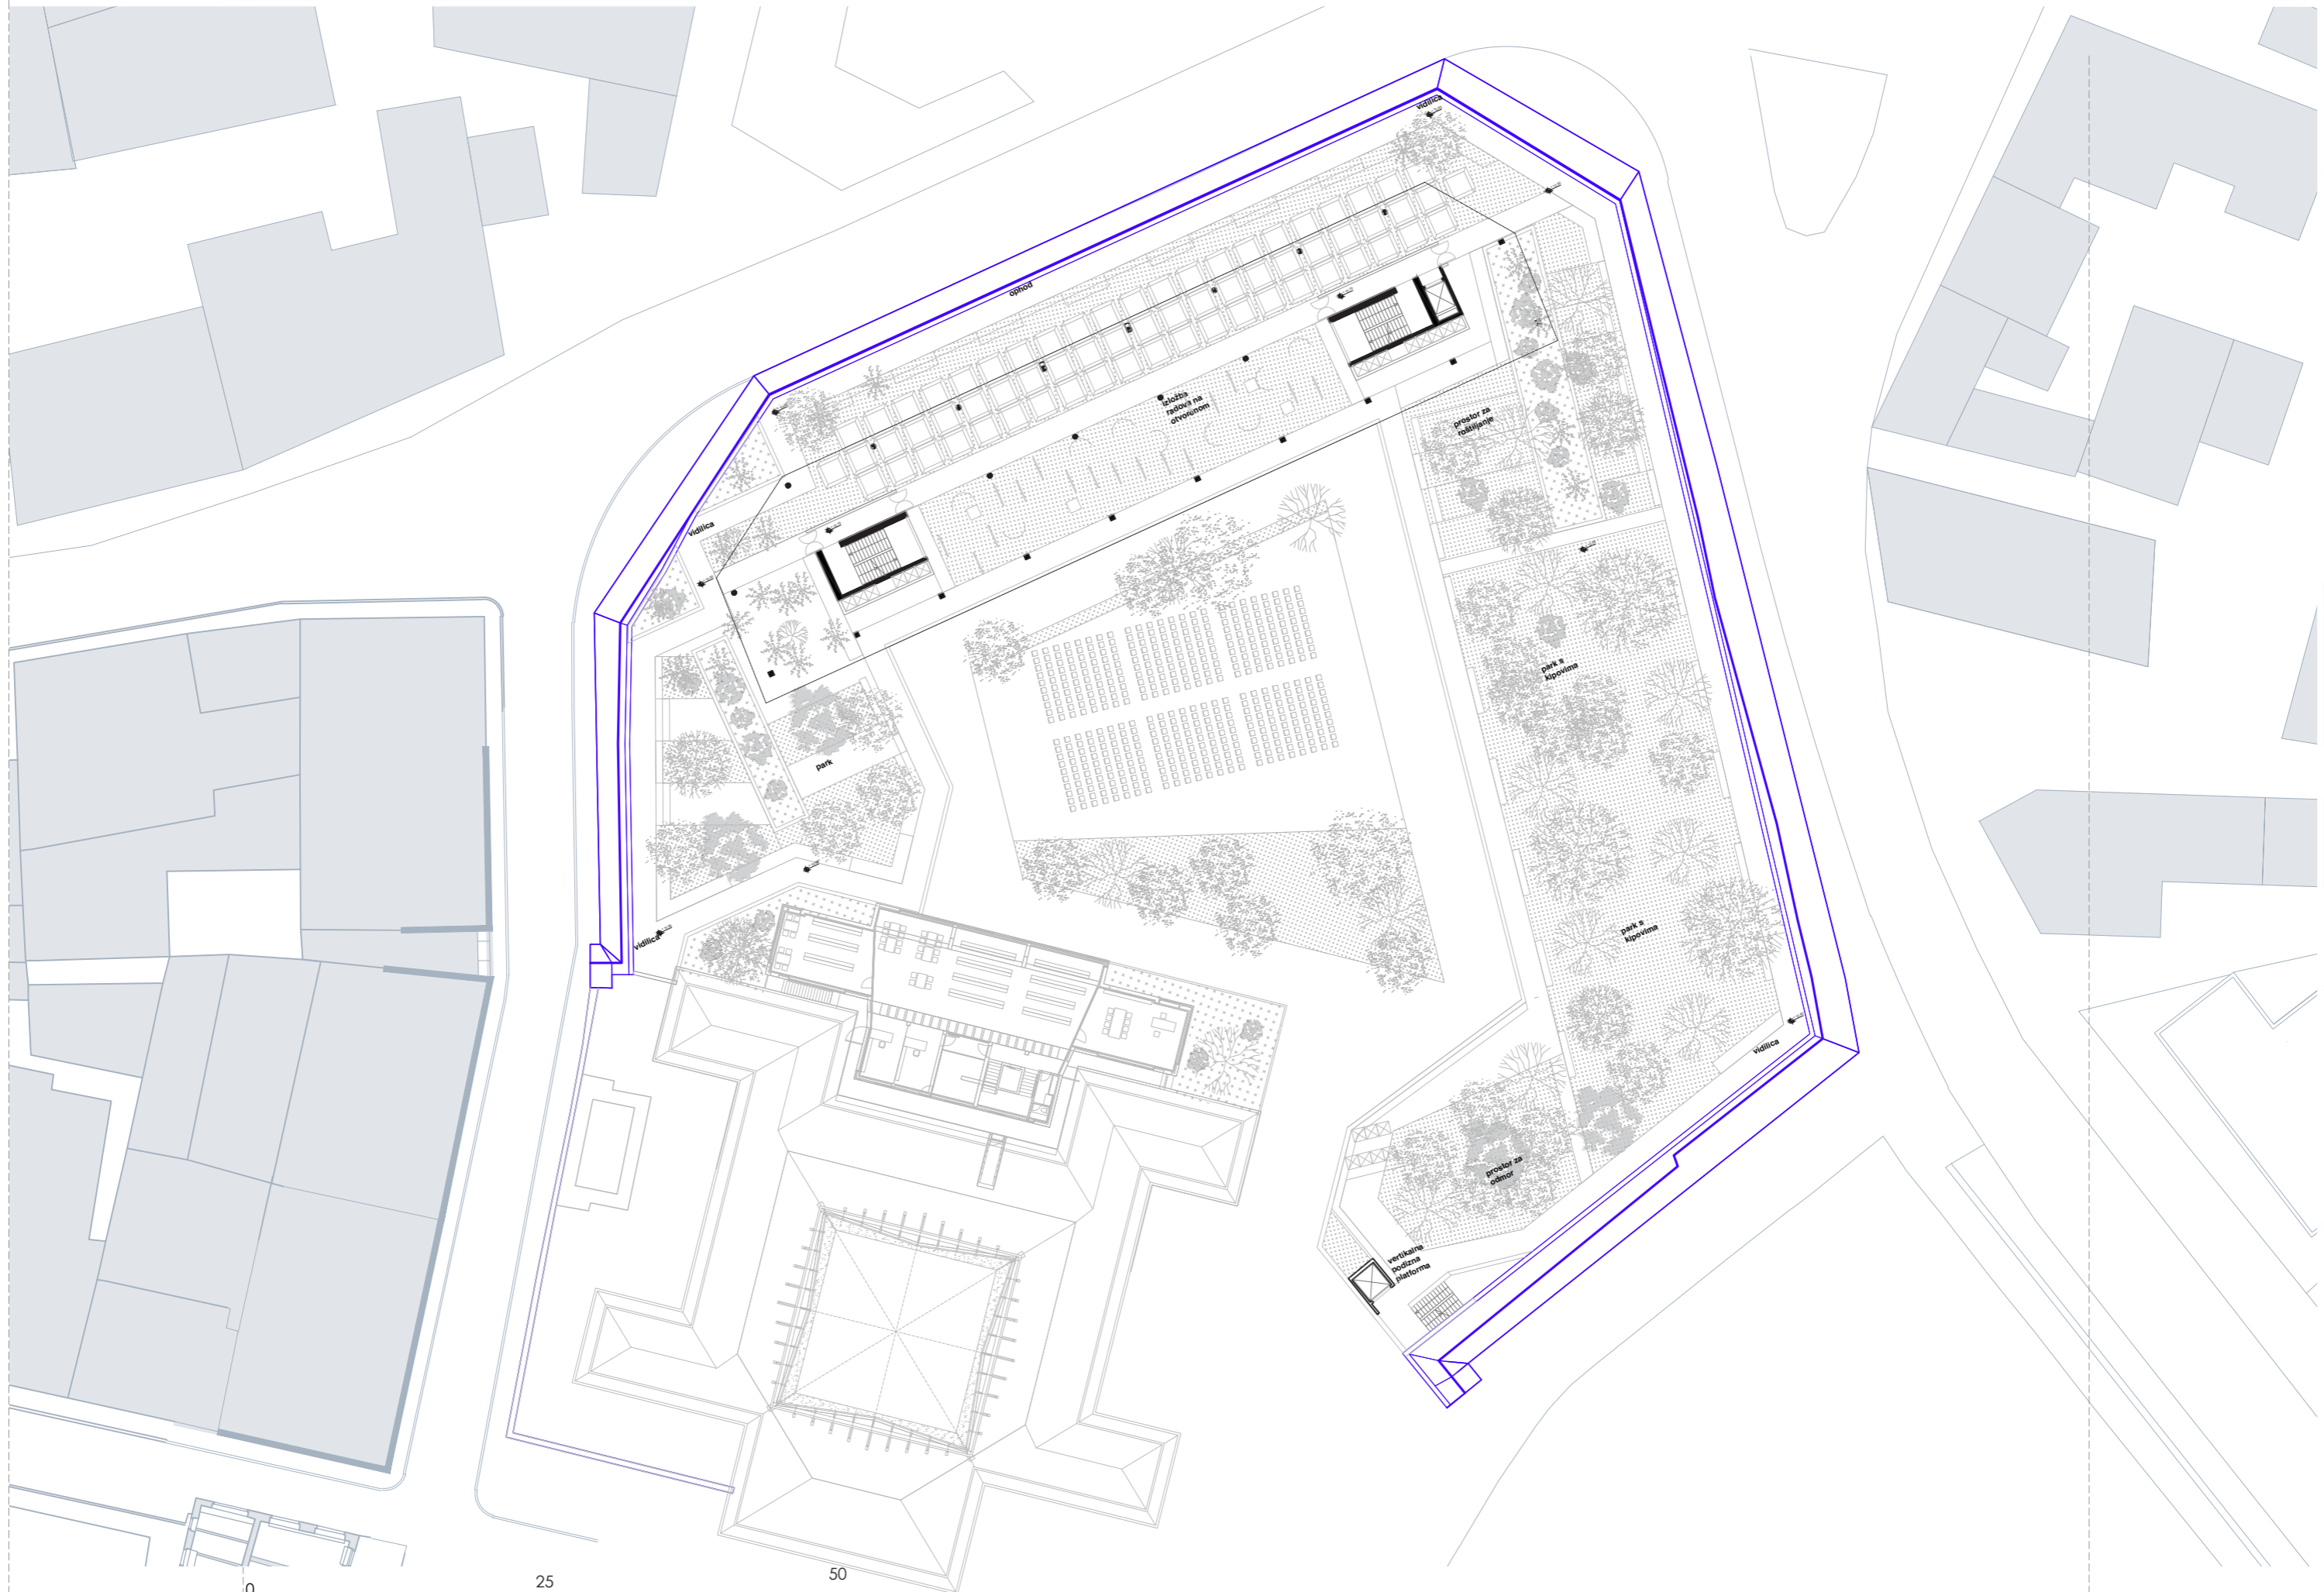 vidilica
ophod
izložba
radova na
otvorenom
prostor za
roštiljanje
vidilica
park s
kipovima
park
park s
kipovima
vidilica
vidilica
prostor za
odmor
vertikalna
podizna
platforma
0
25
50